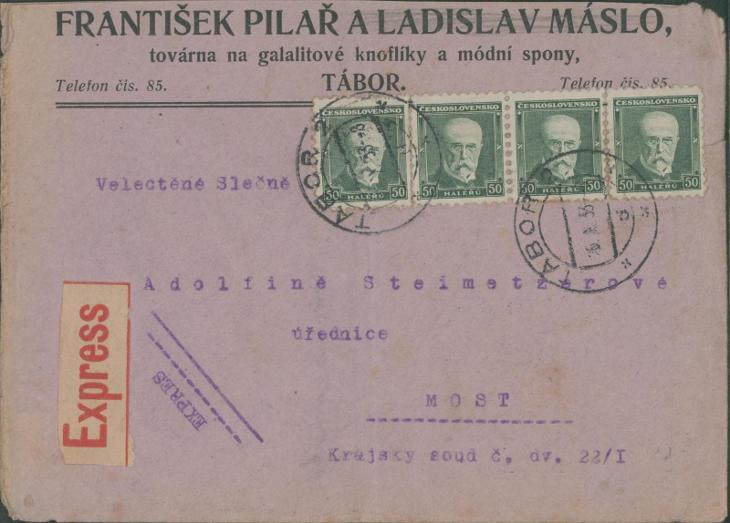 FRANTIŠEK PILAŘ A LADISLAV MÁSLO,
továrna na galalitové knoflíky a módní spony,
Telefon čís. 85. TÁBOR. Telefon čís. 85.
ČESKOSLOVENSKO ČESKOSLOVENSKO ČESKOSLOVENSKO ČESKOSLOVENSKO
50 HALÉŘŮ 50 50 HALÉŘŮ 50 50 HALÉŘŮ 50 50 HALÉŘŮ 50
TÁBOR 2
TÁBOR 2
Velectěné Slečně
Adolfině Steimetzerové
úřednice
MOST
Krajský soud č. dv. 22/I
Express
EXPRES